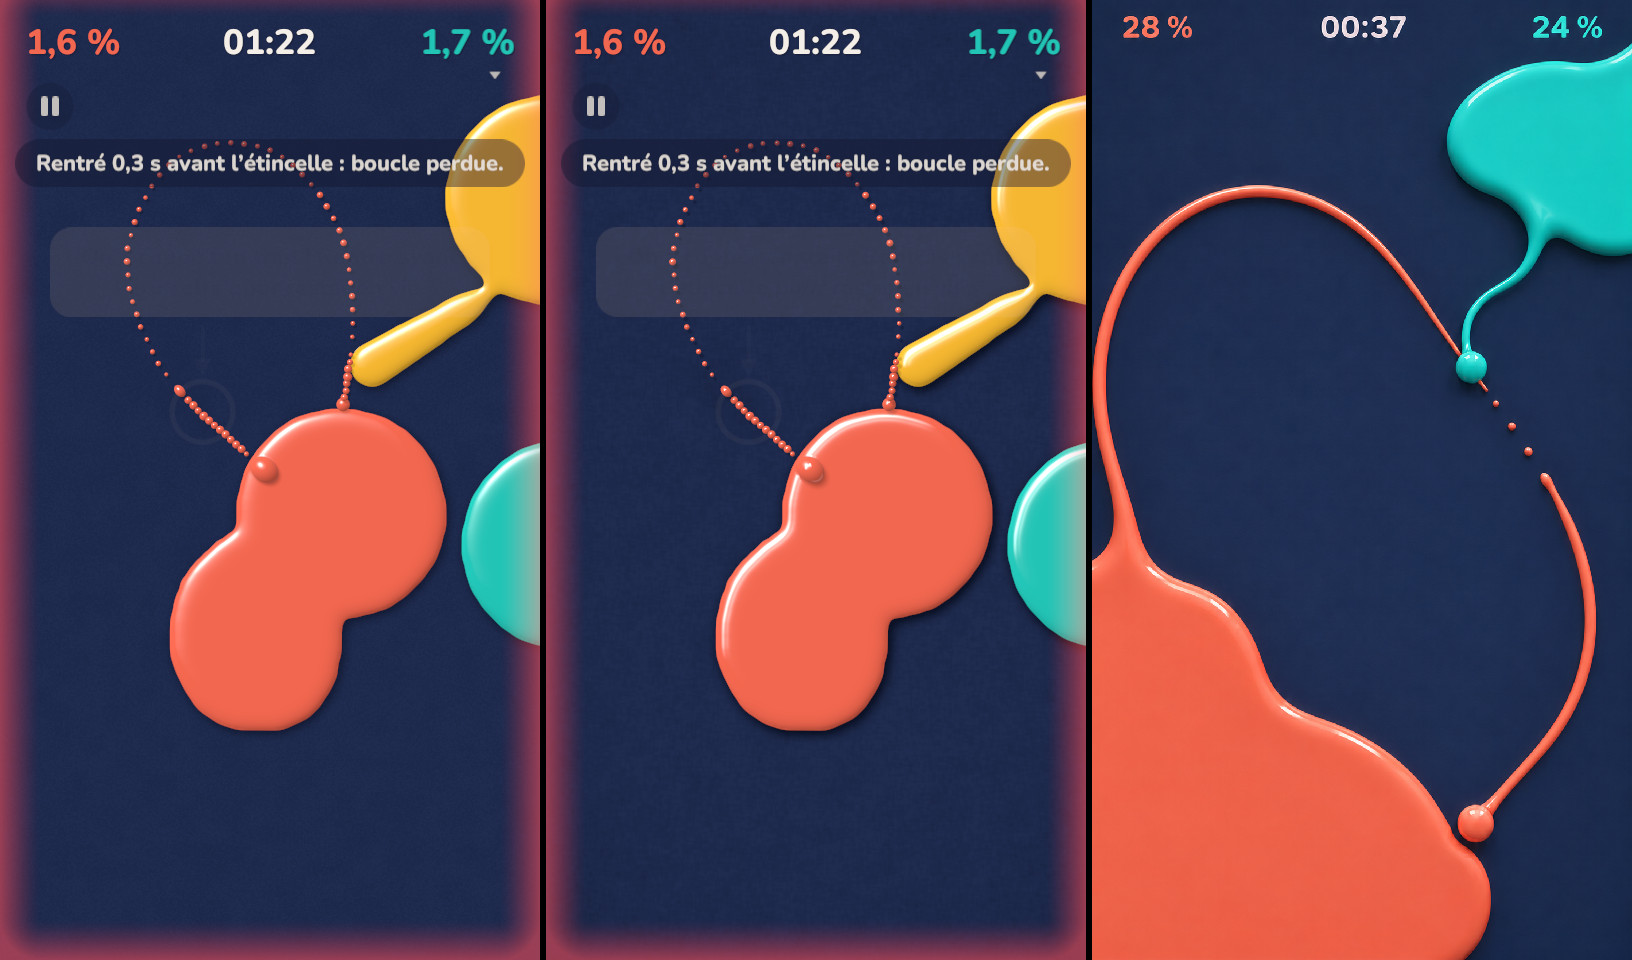 1,6 % 01:22 1,7 %
Rentré 0,3 s avant l’étincelle : boucle perdue.
1,6 % 01:22 1,7 %
Rentré 0,3 s avant l’étincelle : boucle perdue.
28 % 00:37 24 %